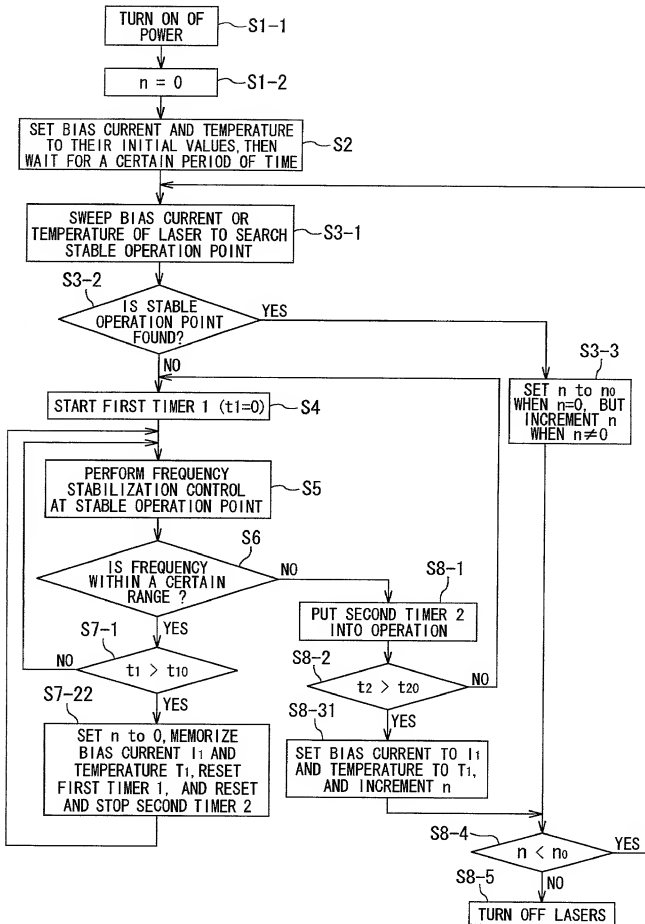 TURN ON OF
POWER
S1-1
n = 0
S1-2
SET BIAS CURRENT AND TEMPERATURE
TO THEIR INITIAL VALUES, THEN
WAIT FOR A CERTAIN PERIOD OF TIME
S2
SWEEP BIAS CURRENT OR
TEMPERATURE OF LASER TO SEARCH
STABLE OPERATION POINT
S3-1
S3-2
IS STABLE
OPERATION POINT
FOUND?
YES
NO
S3-3
SET n to n0
WHEN n=0, BUT
INCREMENT n
WHEN n≠0
START FIRST TIMER 1 (t1=0)
S4
PERFORM FREQUENCY
STABILIZATION CONTROL
AT STABLE OPERATION POINT
S5
S6
IS FREQUENCY
WITHIN A CERTAIN
RANGE ?
NO
YES
S8-1
PUT SECOND TIMER 2
INTO OPERATION
S7-1
NO
t1 > t10
YES
S8-2
t2 > t20
NO
YES
S7-22
SET n to 0, MEMORIZE
BIAS CURRENT I1 AND
TEMPERATURE T1, RESET
FIRST TIMER 1, AND RESET
AND STOP SECOND TIMER 2
S8-31
SET BIAS CURRENT TO I1
AND TEMPERATURE TO T1,
AND INCREMENT n
S8-4
n < n0
YES
NO
S8-5
TURN OFF LASERS